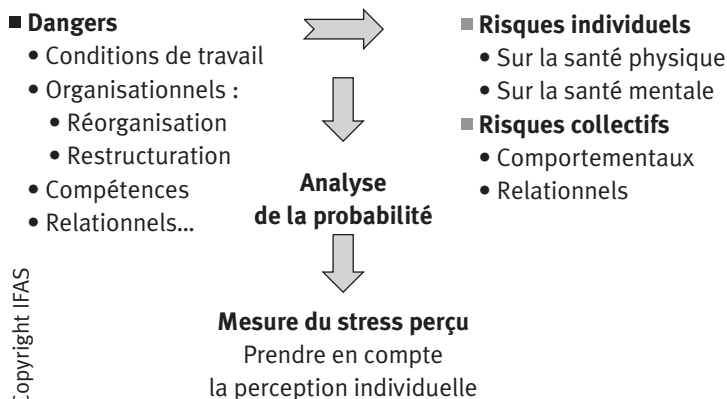 ■ Dangers
• Conditions de travail
• Organisationnels :
• Réorganisation
• Restructuration
• Compétences
• Relationnels...
■ Risques individuels
• Sur la santé physique
• Sur la santé mentale
■ Risques collectifs
• Comportementaux
• Relationnels
Analyse
de la probabilité
Mesure du stress perçu
Prendre en compte
la perception individuelle
Copyright IFAS